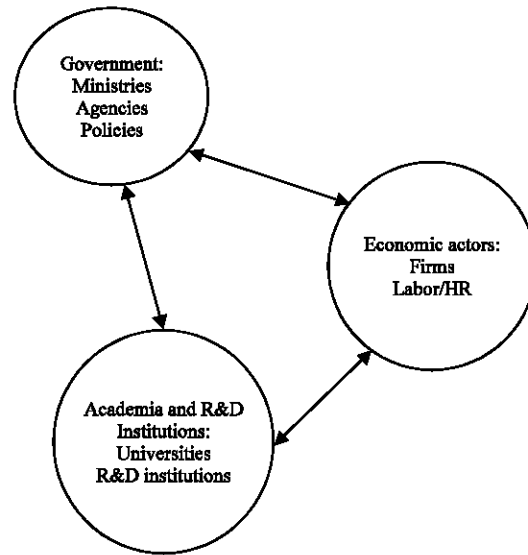 Government:
Ministries
Agencies
Policies
Economic actors:
Firms
Labor/HR
Academia and R&D
Institutions:
Universities
R&D institutions